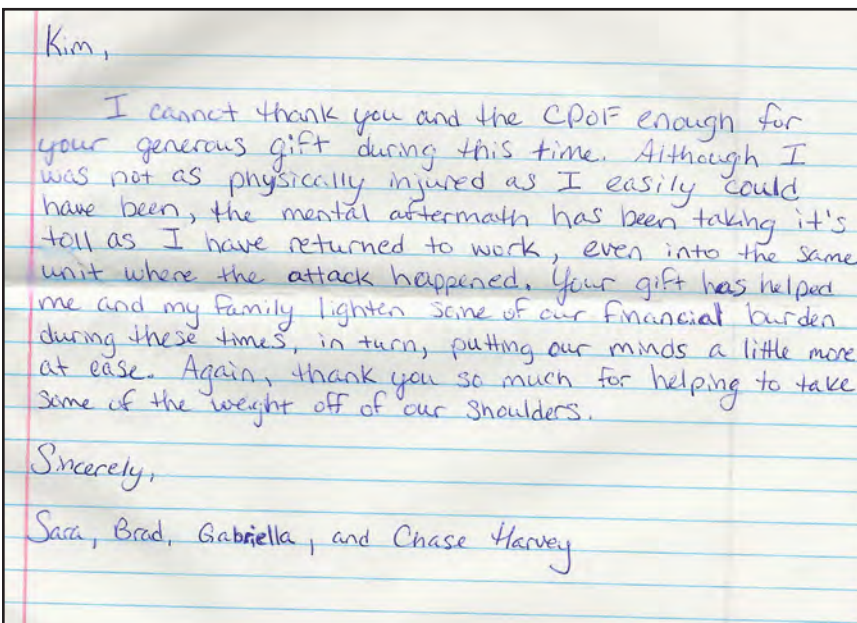 Kim,
I cannot thank you and the CPOF enough for
your generous gift during this time. Although I
was not as physically injured as I easily could
have been, the mental aftermath has been taking it's
toll as I have returned to work, even into the same
unit where the attack happened. Your gift has helped
me and my family lighten some of our financial burden
during these times, in turn, putting our minds a little more
at ease. Again, thank you so much for helping to take
some of the weight off of our shoulders.
Sincerely,
Sara, Brad, Gabriella, and Chase Harvey